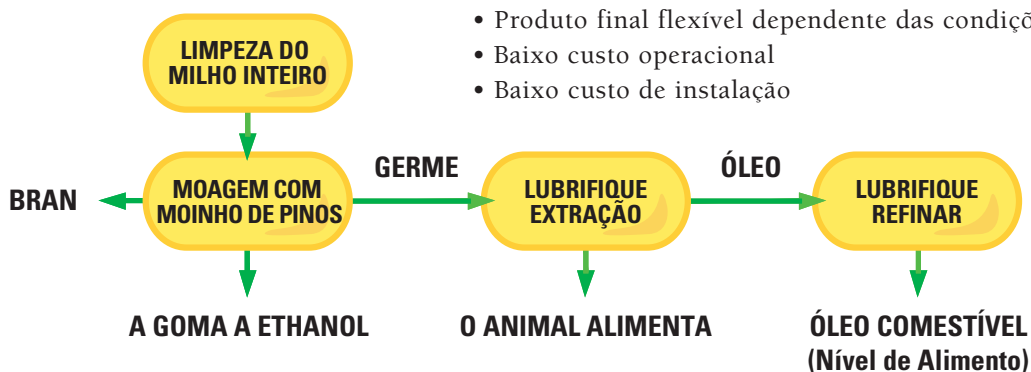 • Produto final flexível dependente das
• Baixo custo operacional
• Baixo custo de instalação
LIMPEZA DO
MILHO INTEIRO
BRAN
MOAGEM COM
MOINHO DE PINOS
GERME
LUBRIFIQUE
EXTRAÇÃO
ÓLEO
LUBRIFIQUE
REFINAR
A GOMA A ETHANOL
O ANIMAL ALIMENTA
ÓLEO COMESTÍVEL
(Nível de Alimento)